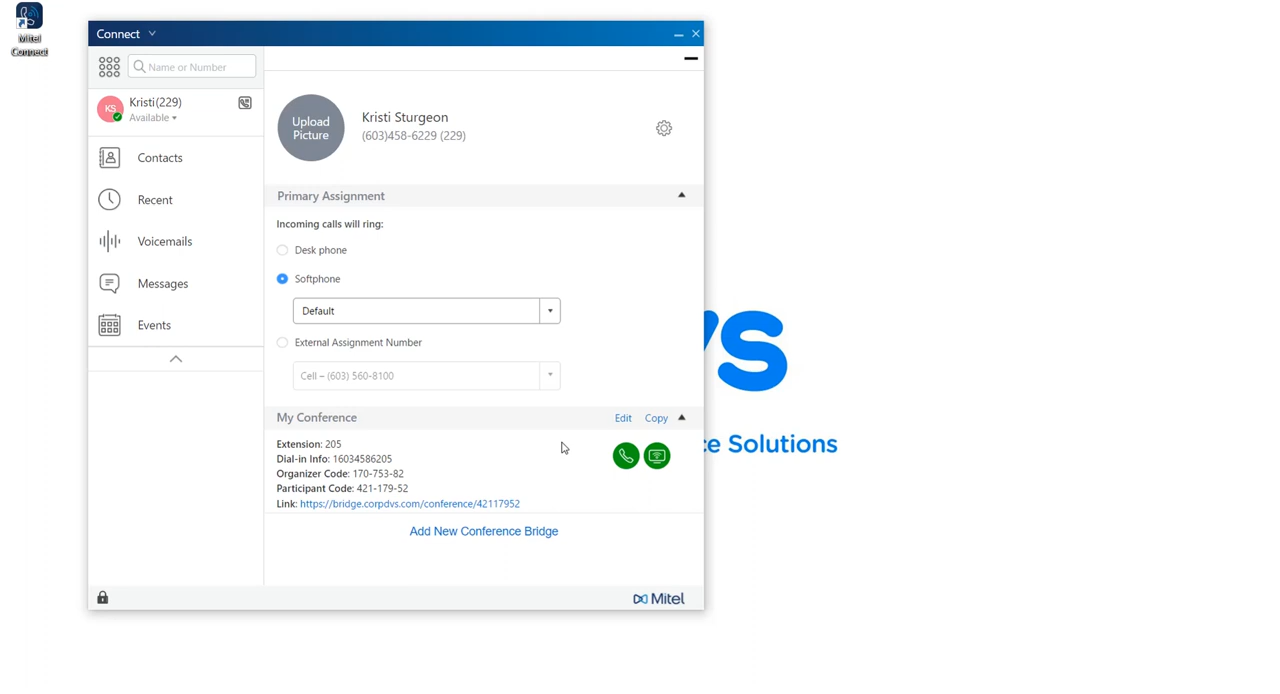 Mitel
Connect
Connect
Name or Number
KS
Kristi(229)
Available
Contacts
Recent
Voicemails
Messages
Events
Upload
Picture
Kristi Sturgeon
(603)458-6229 (229)
Primary Assignment
Incoming calls will ring:
Desk phone
Softphone
Default
External Assignment Number
Cell – (603) 560-8100
My Conference
Edit
Copy
Extension: 205
Dial-in Info: 16034586205
Organizer Code: 170-753-82
Participant Code: 421-179-52
Link: https://bridge.corpdvs.com/conference/42117952
Add New Conference Bridge
Mitel
Solutions